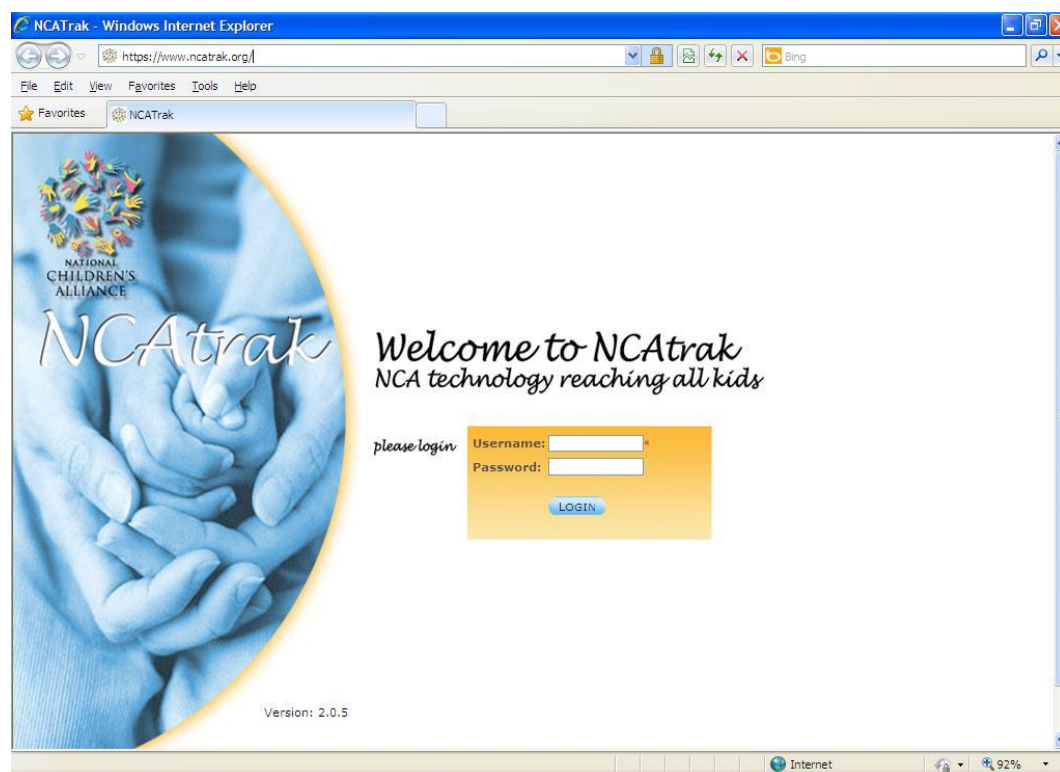 NCATrak - Windows Internet Explorer
https://www.ncatrak.org/
Bing
File Edit View Favorites Tools Help
Favorites
NCATrak
NATIONAL
CHILDREN'S
ALLIANCE
NCAtrak
Welcome to NCAtrak
NCA technology reaching all kids
please login
Username: *
Password:
LOGIN
Version: 2.0.5
Internet
92%